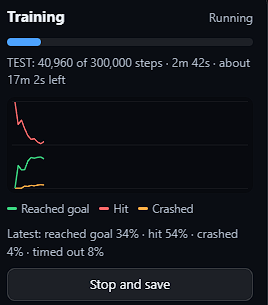 Training
Running
TEST: 40,960 of 300,000 steps · 2m 42s · about
17m 2s left
Reached goal
Hit
Crashed
Latest: reached goal 34% · hit 54% · crashed
4% · timed out 8%
Stop and save